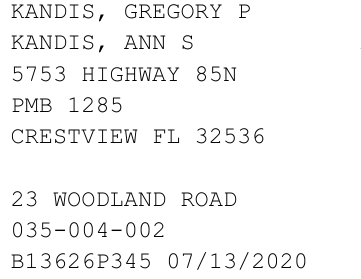 KANDIS, GREGORY P
KANDIS, ANN S
5753 HIGHWAY 85N
PMB 1285
CRESTVIEW FL 32536

23 WOODLAND ROAD
035-004-002
B13626P345 07/13/2020